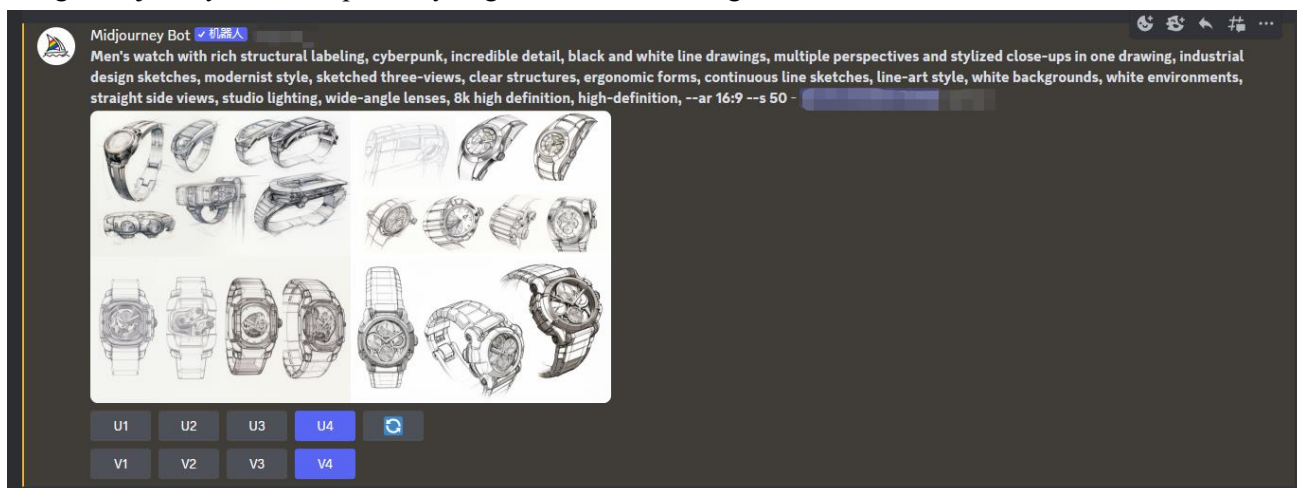 Midjourney Bot ✓机器人
Men's watch with rich structural labeling, cyberpunk, incredible detail, black and white line drawings, multiple perspectives and stylized close-ups in one drawing, industrial
design sketches, modernist style, sketched three-views, clear structures, ergonomic forms, continuous line sketches, line-art style, white backgrounds, white environments,
straight side views, studio lighting, wide-angle lenses, 8k high definition, high-definition, --ar 16:9 --s 50 -
U1 U2 U3 U4
V1 V2 V3 V4